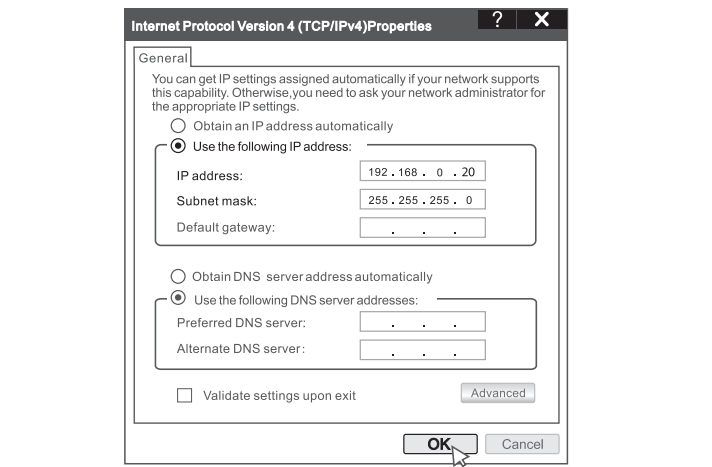 Internet Protocol Version 4 (TCP/IPv4)Properties ? X
General
You can get IP settings assigned automatically if your network supports
this capability. Otherwise,you need to ask your network administrator for
the appropriate IP settings.
Obtain an IP address automatically
Use the following IP address:
IP address: 192 . 168 . 0 . 20
Subnet mask: 255 . 255 . 255 . 0
Default gateway: . . .
Obtain DNS server address automatically
Use the following DNS server addresses:
Preferred DNS server: . . .
Alternate DNS server: . . .
Validate settings upon exit Advanced
OK Cancel